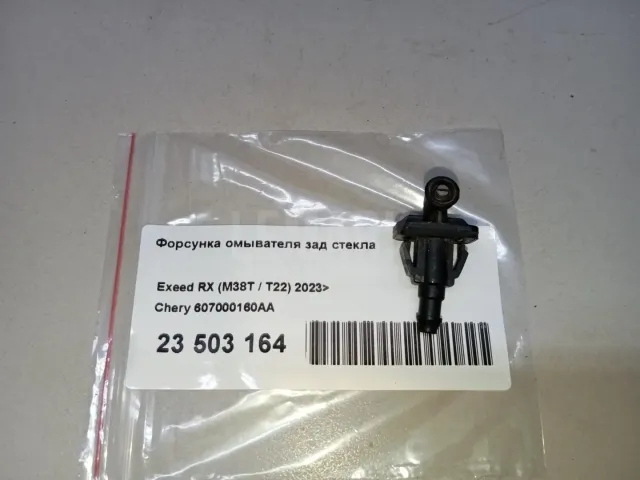 Форсунка омывателя зад стекла
Exeed RX (M38T / T22) 2023>
Chery 607000160AA
23 503 164